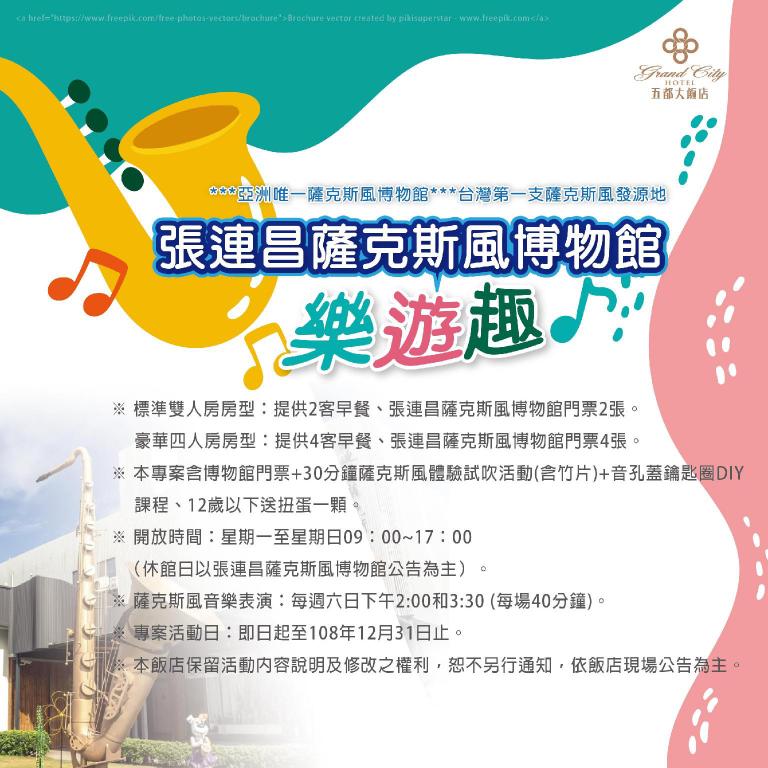 <a href="https://www.freepik.com/free-photos-vectors/brochure">Brochure vector created by pikisuperstar - www.freepik.com</a>
Grand City
HOTEL
五都大飯店
***亞洲唯一薩克斯風博物館***台灣第一支薩克斯風發源地
張連昌薩克斯風博物館
樂遊趣
※ 標準雙人房房型：提供2客早餐、張連昌薩克斯風博物館門票2張。
豪華四人房房型：提供4客早餐、張連昌薩克斯風博物館門票4張。
※ 本專案含博物館門票+30分鐘薩克斯風體驗試吹活動(含竹片)+音孔蓋鑰匙圈DIY
課程、12歲以下送扭蛋一顆。
※ 開放時間：星期一至星期日09：00~17：00
（休館日以張連昌薩克斯風博物館公告為主）。
※ 薩克斯風音樂表演：每週六日下午2:00和3:30 (每場40分鐘)。
※ 專案活動日：即日起至108年12月31日止。
※ 本飯店保留活動內容說明及修改之權利，恕不另行通知，依飯店現場公告為主。